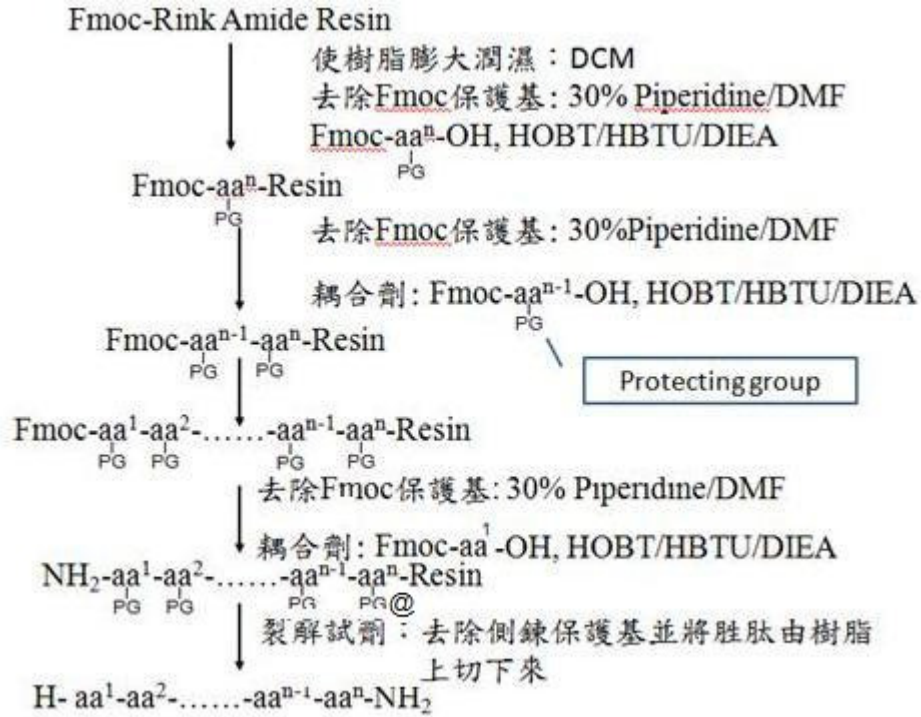 Fmoc-Rink Amide Resin
使樹脂膨大潤濕：DCM
去除Fmoc保護基: 30% Piperidine/DMF
Fmoc-aaⁿ-OH, HOBT/HBTU/DIEA
PG
Fmoc-aaⁿ-Resin
PG
去除Fmoc保護基: 30%Piperidine/DMF
耦合劑: Fmoc-aaⁿ⁻¹-OH, HOBT/HBTU/DIEA
PG
Fmoc-aaⁿ⁻¹-aaⁿ-Resin
PG PG
Protecting group
Fmoc-aa¹-aa²-……-aaⁿ⁻¹-aaⁿ-Resin
PG PG PG PG
去除Fmoc保護基: 30% Piperidine/DMF
耦合劑: Fmoc-aa¹-OH, HOBT/HBTU/DIEA
NH₂-aa¹-aa²-……-aaⁿ⁻¹-aaⁿ-Resin
PG PG PG PG@
裂解試劑：去除側鍊保護基並將胜肽由樹脂
上切下來
H- aa¹-aa²-……-aaⁿ⁻¹-aaⁿ-NH₂